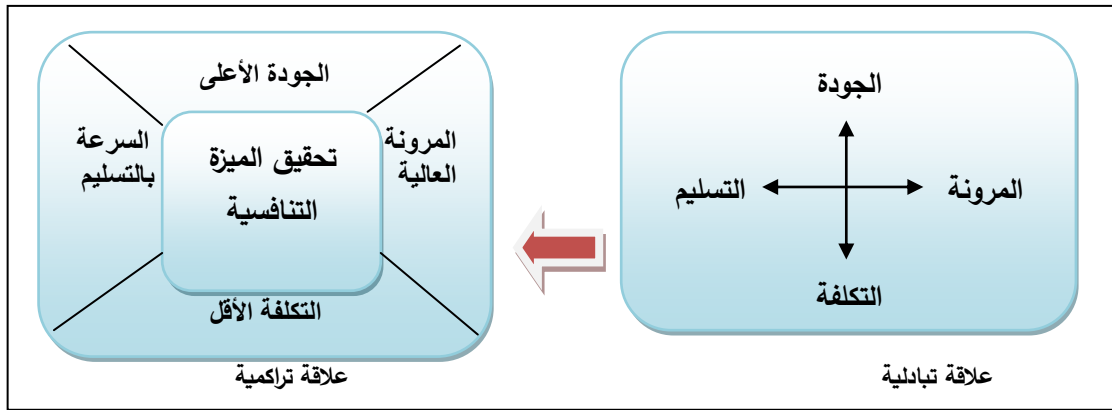 الجودة
المرونة
التسليم
التكلفة
علاقة تبادلية
الجودة الأعلى
المرونة
العالية
تحقيق الميزة
التنافسية
السرعة
بالتسليم
التكلفة الأقل
علاقة تراكمية